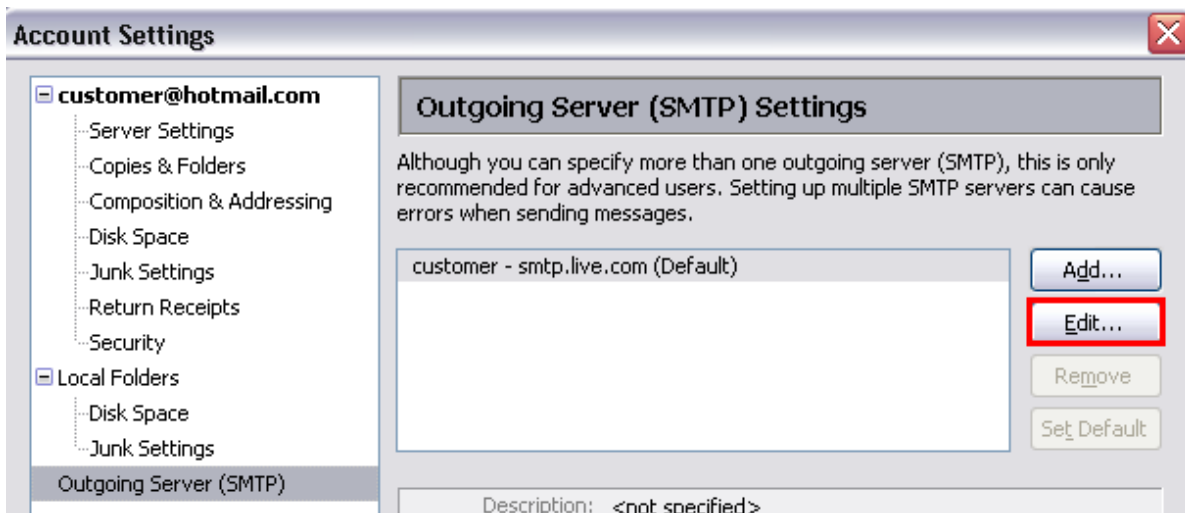 Account Settings
customer@hotmail.com
Server Settings
Copies & Folders
Composition & Addressing
Disk Space
Junk Settings
Return Receipts
Security
Local Folders
Disk Space
Junk Settings
Outgoing Server (SMTP)
Outgoing Server (SMTP) Settings
Although you can specify more than one outgoing server (SMTP), this is only
recommended for advanced users. Setting up multiple SMTP servers can cause
errors when sending messages.
customer - smtp.live.com (Default)
Add...
Edit...
Remove
Set Default
Description: <not specified>